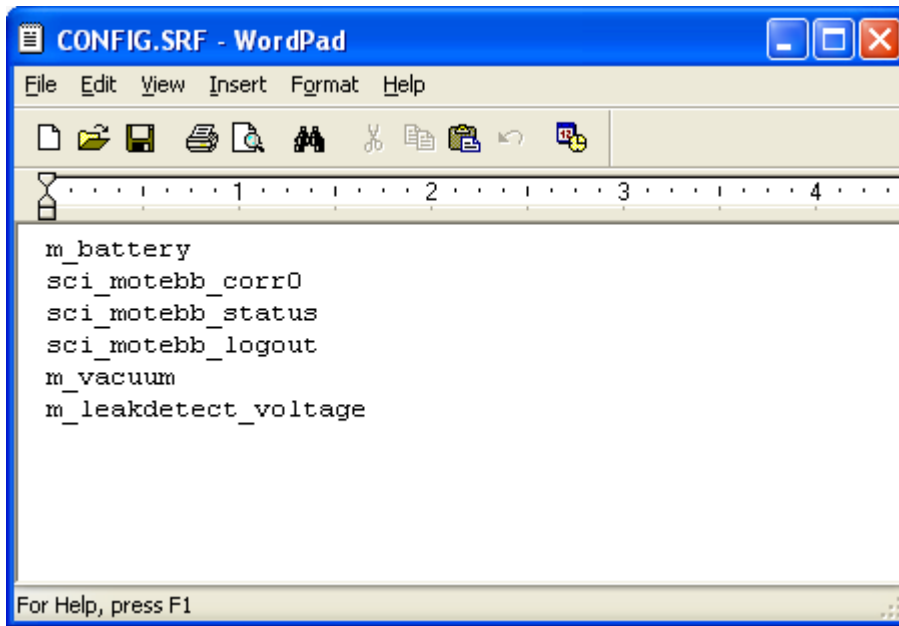 CONFIG.SRF - WordPad
File Edit View Insert Format Help
1 2 3 4
m_battery
sci_motebb_corr0
sci_motebb_status
sci_motebb_logout
m_vacuum
m_leakdetect_voltage
For Help, press F1